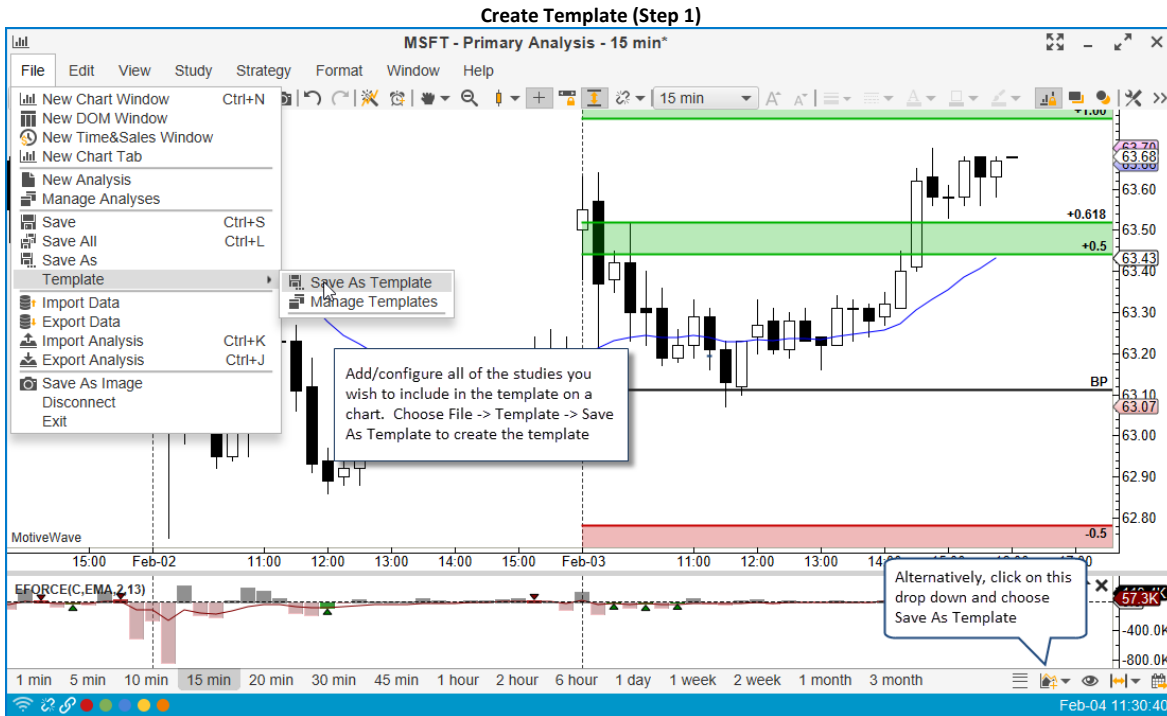 Create Template (Step 1)
MSFT - Primary Analysis - 15 min*
File Edit View Study Strategy Format Window Help
15 min
New Chart Window Ctrl+N
New DOM Window
New Time&Sales Window
New Chart Tab
New Analysis
Manage Analyses
Save Ctrl+S
Save All Ctrl+L
Save As
Template
Import Data
Export Data
Import Analysis Ctrl+K
Export Analysis Ctrl+J
Save As Image
Disconnect
Exit
Save As Template
Manage Templates
Add/configure all of the studies you
wish to include in the template on a
chart. Choose File -> Template -> Save
As Template to create the template
+1.00
+0.618
+0.5
BP
-0.5
63.70
63.68
63.60
63.50
63.43
63.40
63.30
63.20
63.10
63.07
63.00
62.90
62.80
MotiveWave
15:00 Feb-02 11:00 12:00 13:00 14:00 15:00 Feb-03 11:00 12:00 13:00
EFORCE(C,EMA,2,13)
Alternatively, click on this
drop down and choose
Save As Template
57.3K
-400.0K
-800.0K
1 min 5 min 10 min 15 min 20 min 30 min 45 min 1 hour 2 hour 6 hour 1 day 1 week 2 week 1 month 3 month
Feb-04 11:30:40